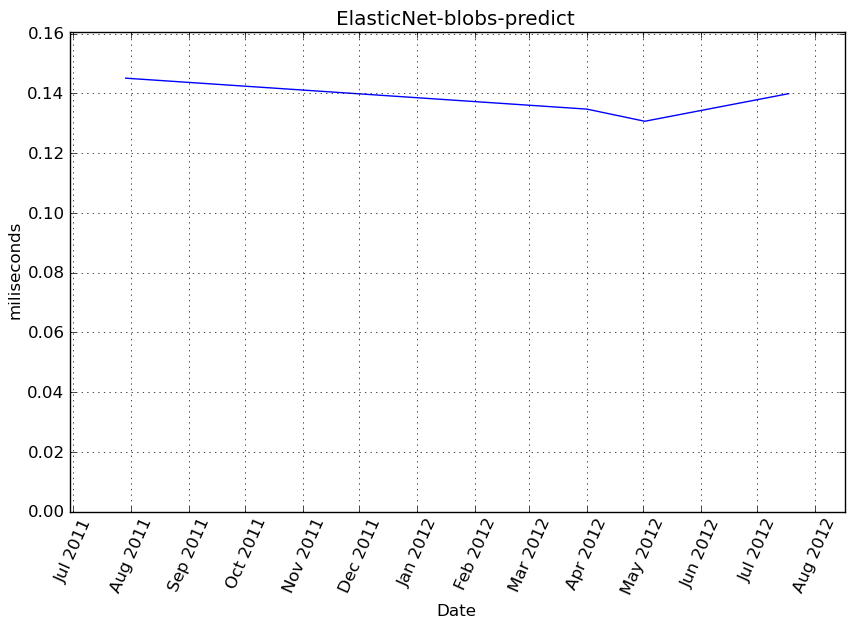 ElasticNet-blobs-predict
0.16
0.14
0.12
0.10
0.08
0.06
0.04
0.02
0.00
miliseconds
Jul 2011
Aug 2011
Sep 2011
Oct 2011
Nov 2011
Dec 2011
Jan 2012
Feb 2012
Mar 2012
Apr 2012
May 2012
Jun 2012
Jul 2012
Aug 2012
Date